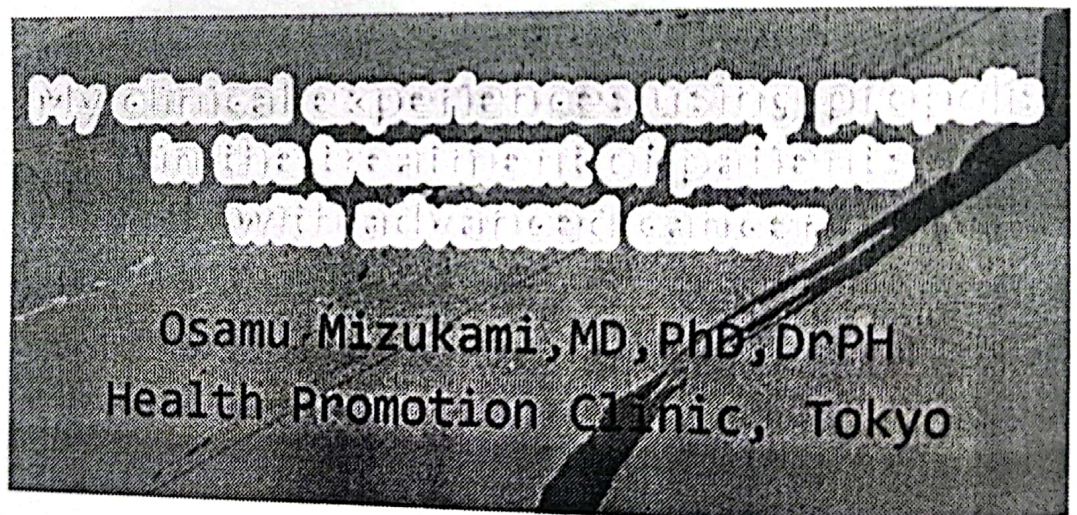 My clinical experiences using propolis
in the treatment of patients
with advanced cancer
Osamu Mizukami,MD,PhD,DrPH
Health Promotion Clinic, Tokyo